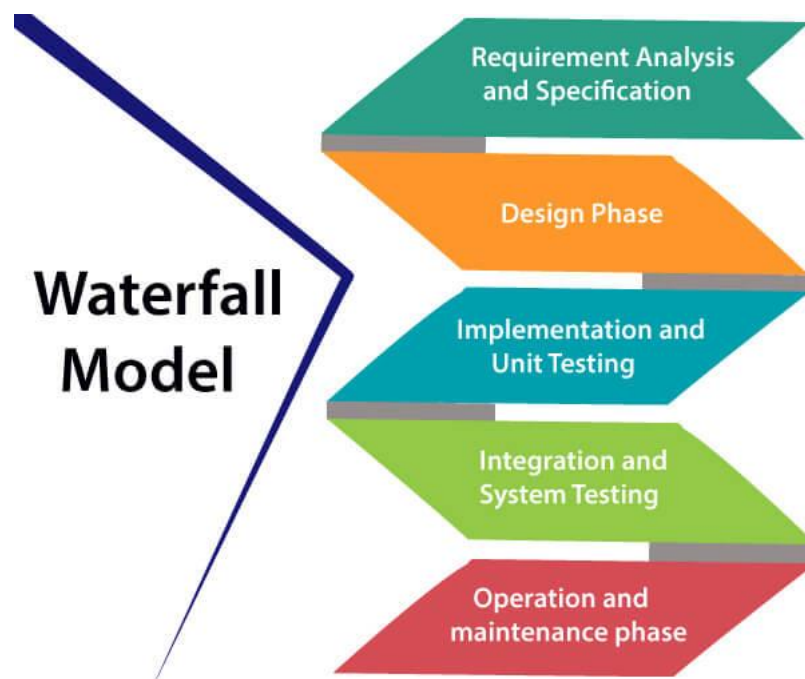 Waterfall
Model
Requirement Analysis
and Specification
Design Phase
Implementation and
Unit Testing
Integration and
System Testing
Operation and
maintenance phase